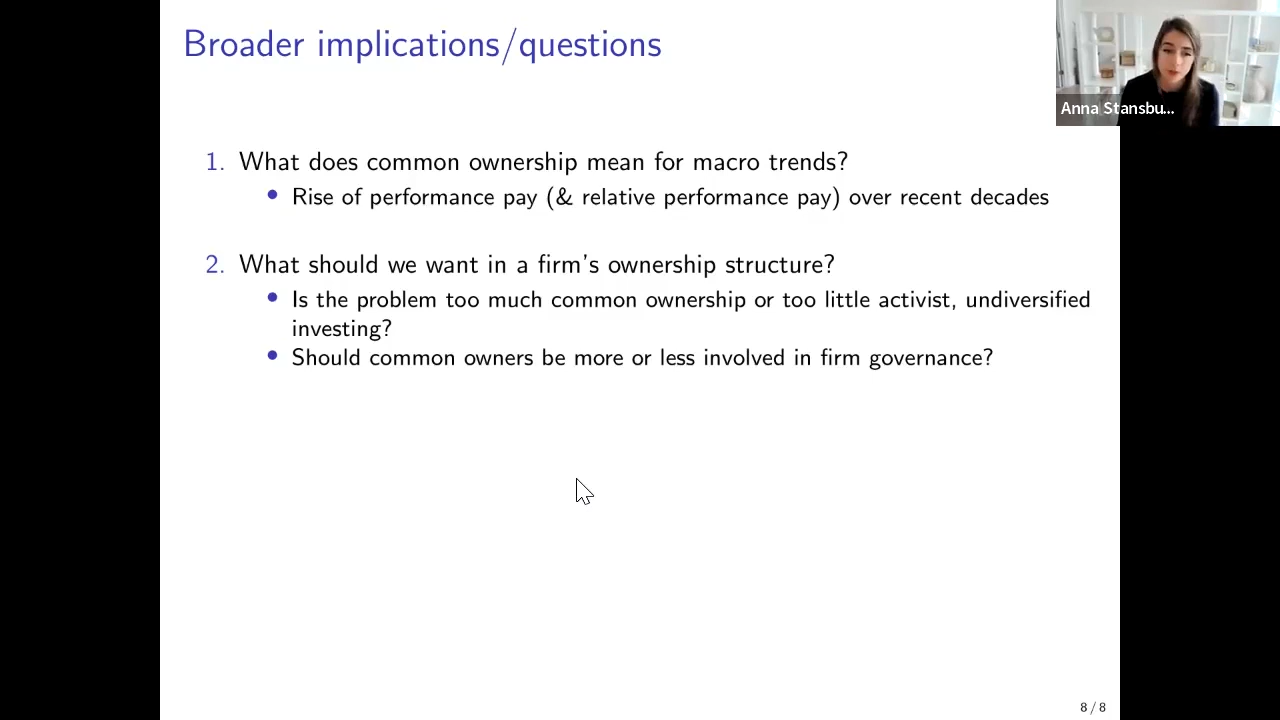 Broader implications/questions
Anna Stansbu...
1. What does common ownership mean for macro trends?
• Rise of performance pay (& relative performance pay) over recent decades
2. What should we want in a firm's ownership structure?
• Is the problem too much common ownership or too little activist, undiversified
investing?
• Should common owners be more or less involved in firm governance?
8 / 8